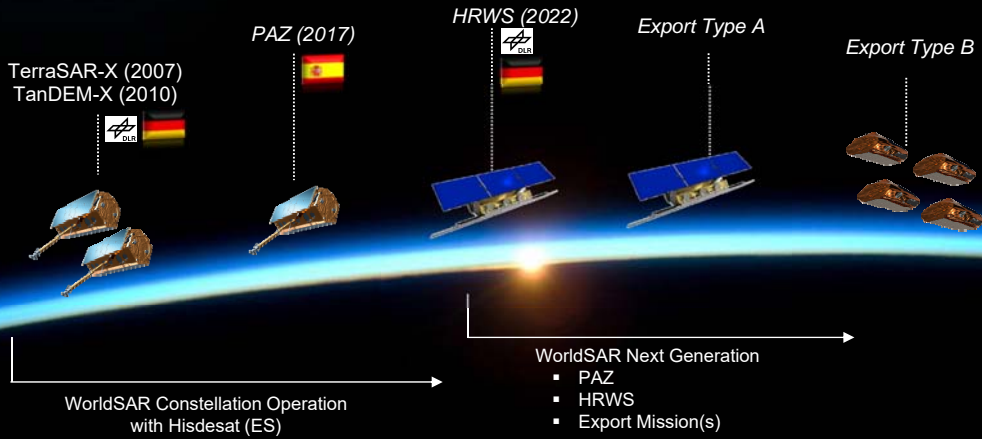 TerraSAR-X (2007)
TanDEM-X (2010)
DLR
PAZ (2017)
HRWS (2022)
DLR
Export Type A
Export Type B
WorldSAR Constellation Operation
with Hisdesat (ES)
WorldSAR Next Generation
▪ PAZ
▪ HRWS
▪ Export Mission(s)